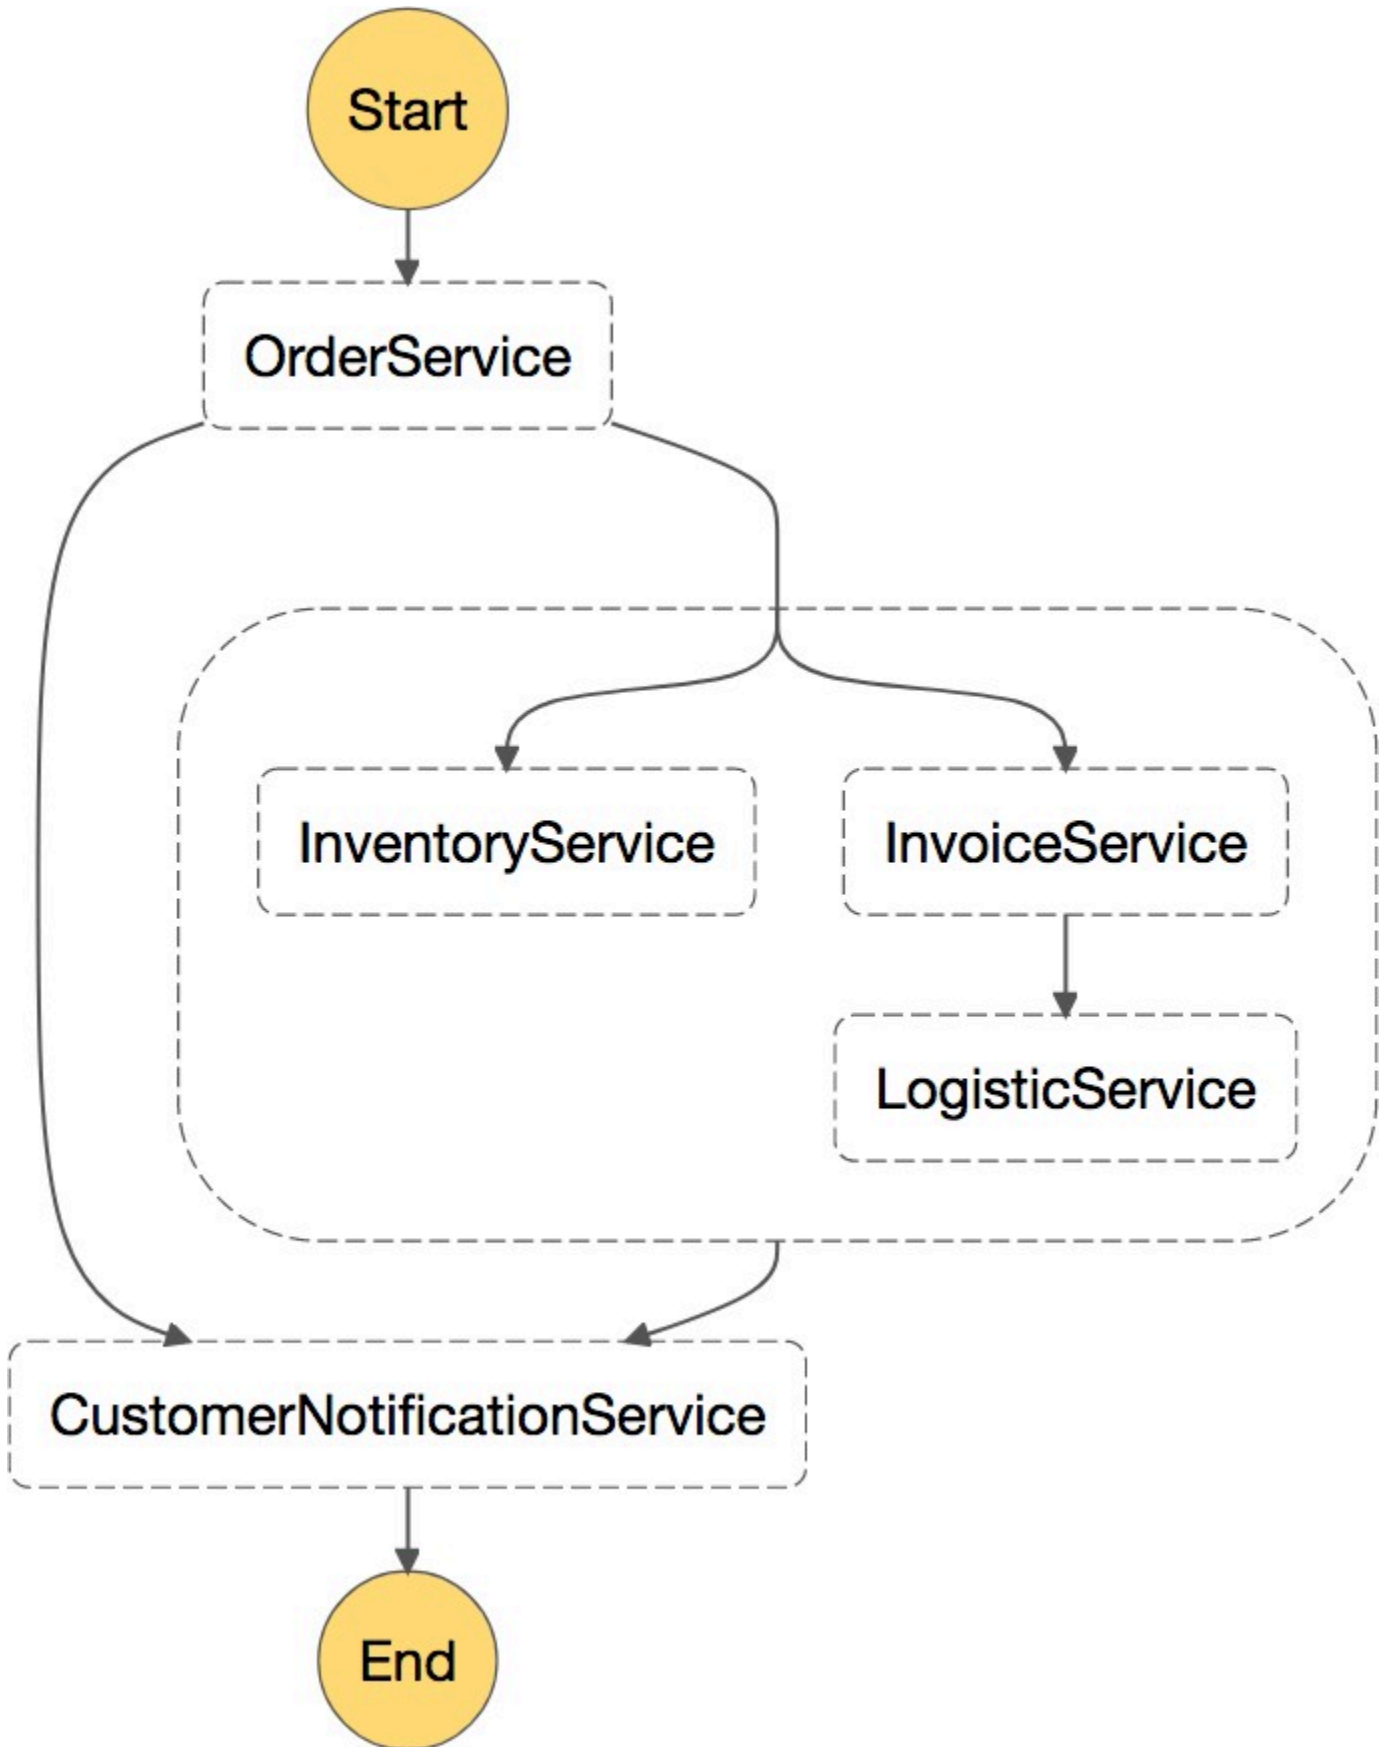 Start
OrderService
InventoryService
InvoiceService
LogisticService
CustomerNotificationService
End